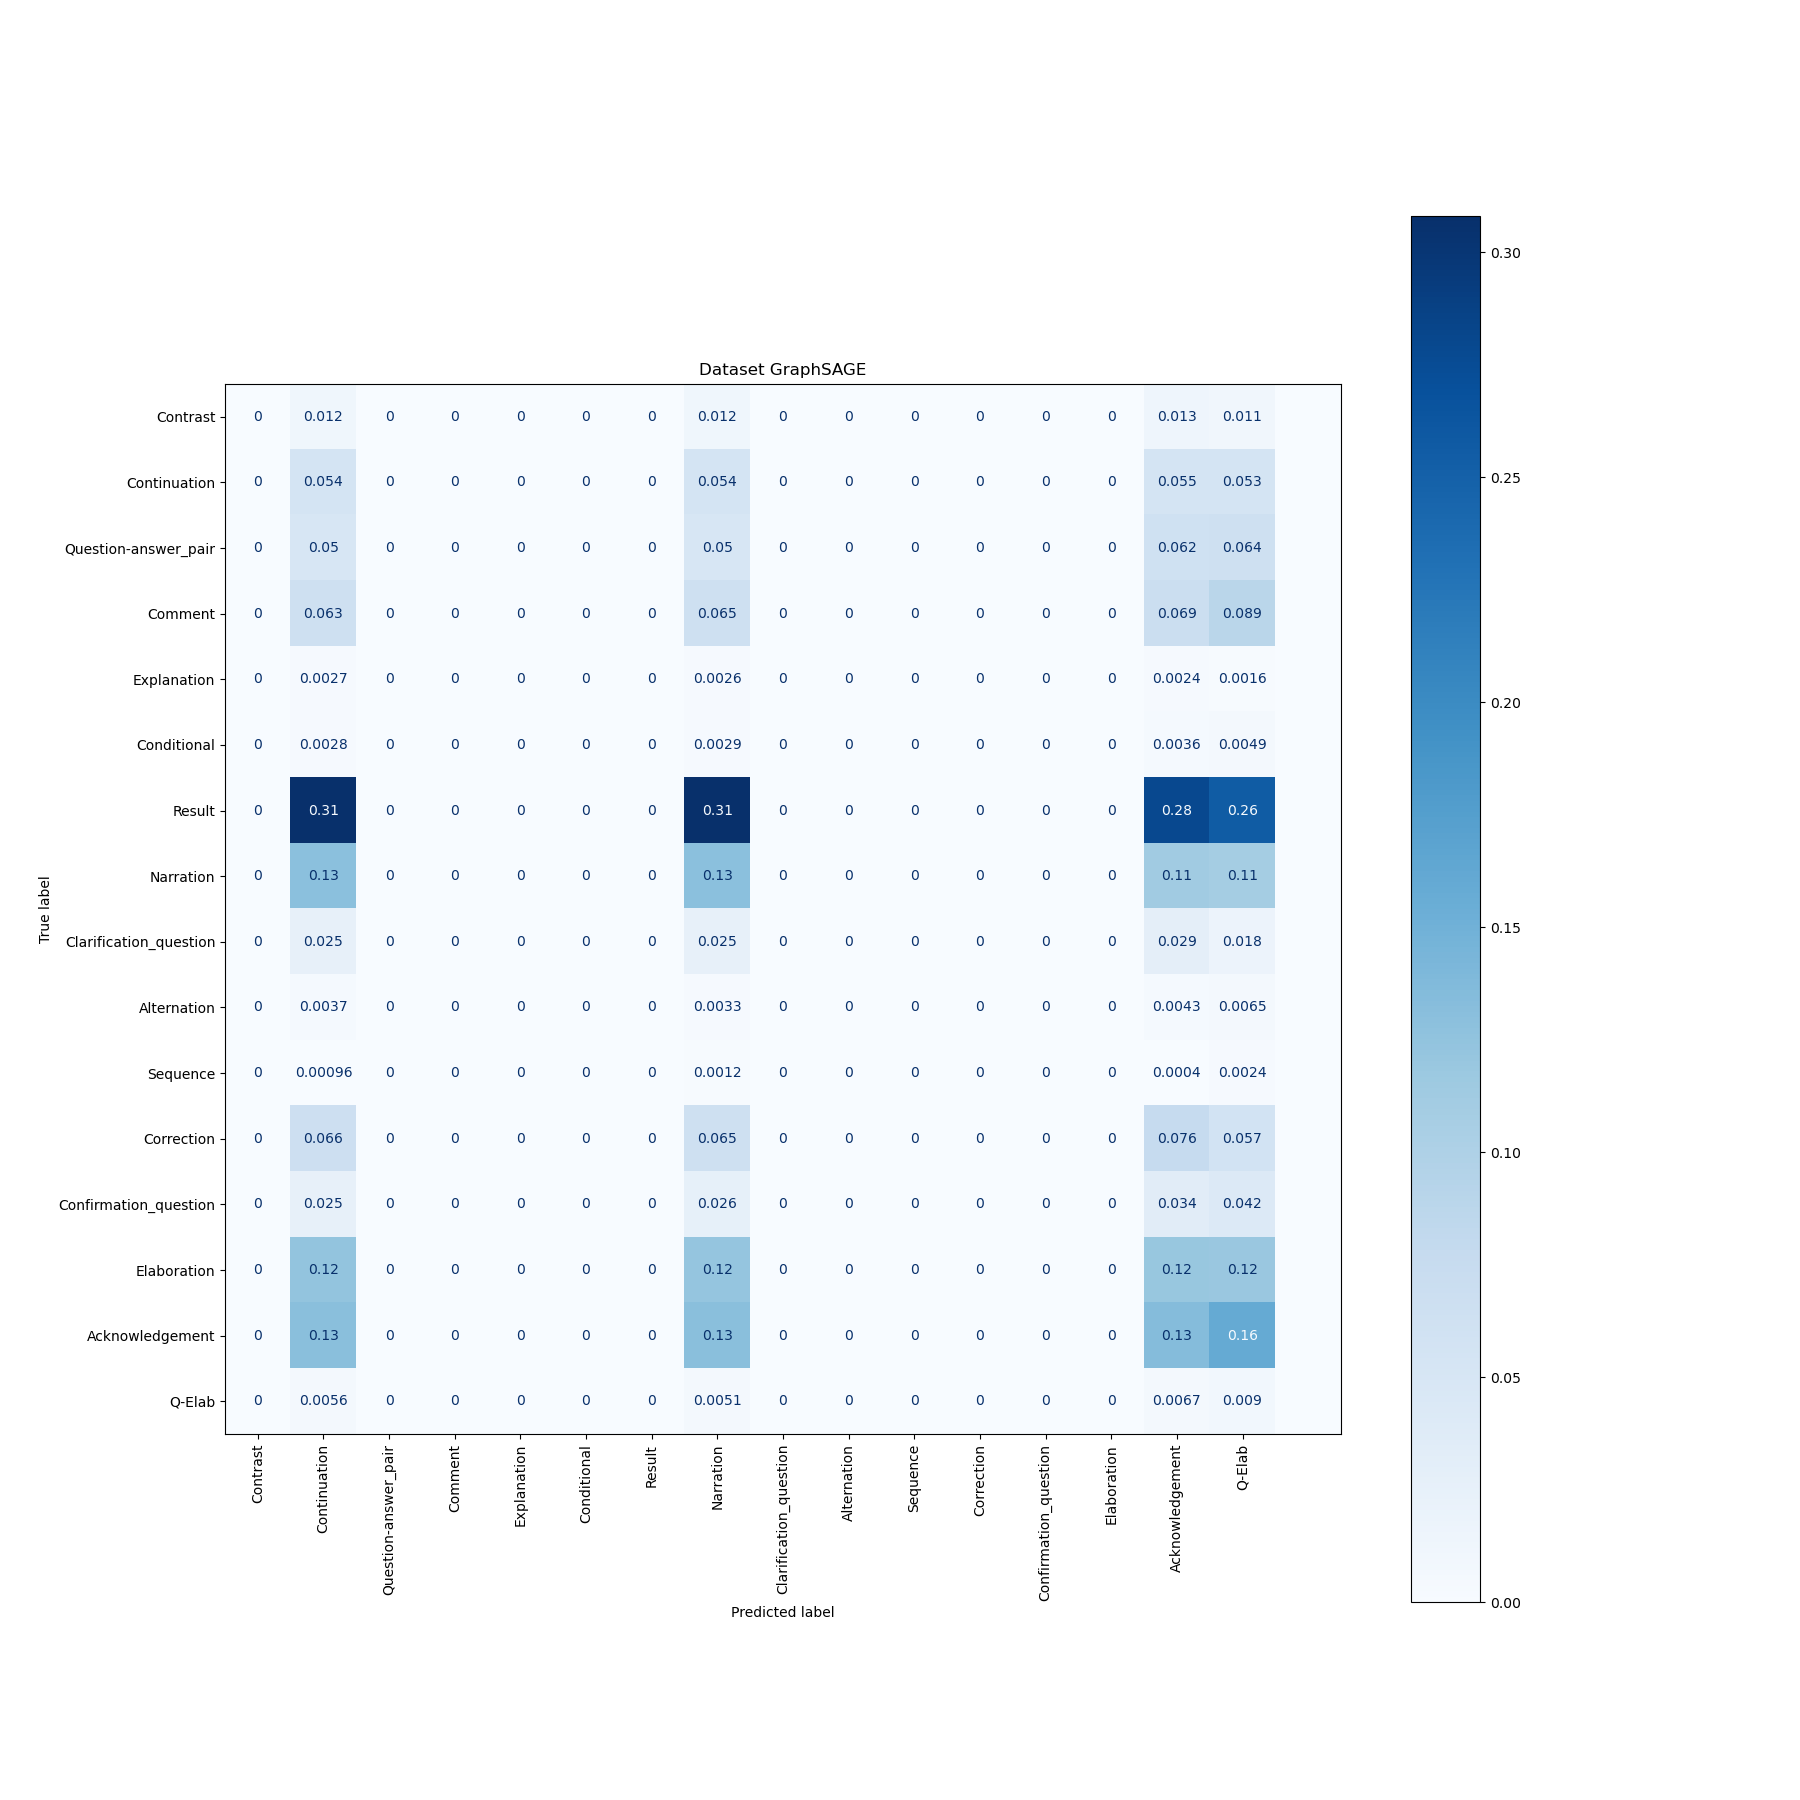 Dataset GraphSAGE
Contrast 0 0.012 0 0 0 0 0 0.012 0 0 0 0 0 0 0.013 0.011
Continuation 0 0.054 0 0 0 0 0 0.054 0 0 0 0 0 0 0.055 0.053
Question-answer_pair 0 0.05 0 0 0 0 0 0.05 0 0 0 0 0 0 0.062 0.064
Comment 0 0.063 0 0 0 0 0 0.065 0 0 0 0 0 0 0.069 0.089
Explanation 0 0.0027 0 0 0 0 0 0.0026 0 0 0 0 0 0 0.0024 0.0016
Conditional 0 0.0028 0 0 0 0 0 0.0029 0 0 0 0 0 0 0.0036 0.0049
Result 0 0.31 0 0 0 0 0 0.31 0 0 0 0 0 0 0.28 0.26
Narration 0 0.13 0 0 0 0 0 0.13 0 0 0 0 0 0 0.11 0.11
Clarification_question 0 0.025 0 0 0 0 0 0.025 0 0 0 0 0 0 0.029 0.018
Alternation 0 0.0037 0 0 0 0 0 0.0033 0 0 0 0 0 0 0.0043 0.0065
Sequence 0 0.00096 0 0 0 0 0 0.0012 0 0 0 0 0 0 0.0004 0.0024
Correction 0 0.066 0 0 0 0 0 0.065 0 0 0 0 0 0 0.076 0.057
Confirmation_question 0 0.025 0 0 0 0 0 0.026 0 0 0 0 0 0 0.034 0.042
Elaboration 0 0.12 0 0 0 0 0 0.12 0 0 0 0 0 0 0.12 0.12
Acknowledgement 0 0.13 0 0 0 0 0 0.13 0 0 0 0 0 0 0.13 0.16
Q-Elab 0 0.0056 0 0 0 0 0 0.0051 0 0 0 0 0 0 0.0067 0.009
True label
Contrast
Continuation
Question-answer_pair
Comment
Explanation
Conditional
Result
Narration
Clarification_question
Alternation
Sequence
Correction
Confirmation_question
Elaboration
Acknowledgement
Q-Elab
Predicted label
0.30
0.25
0.20
0.15
0.10
0.05
0.00